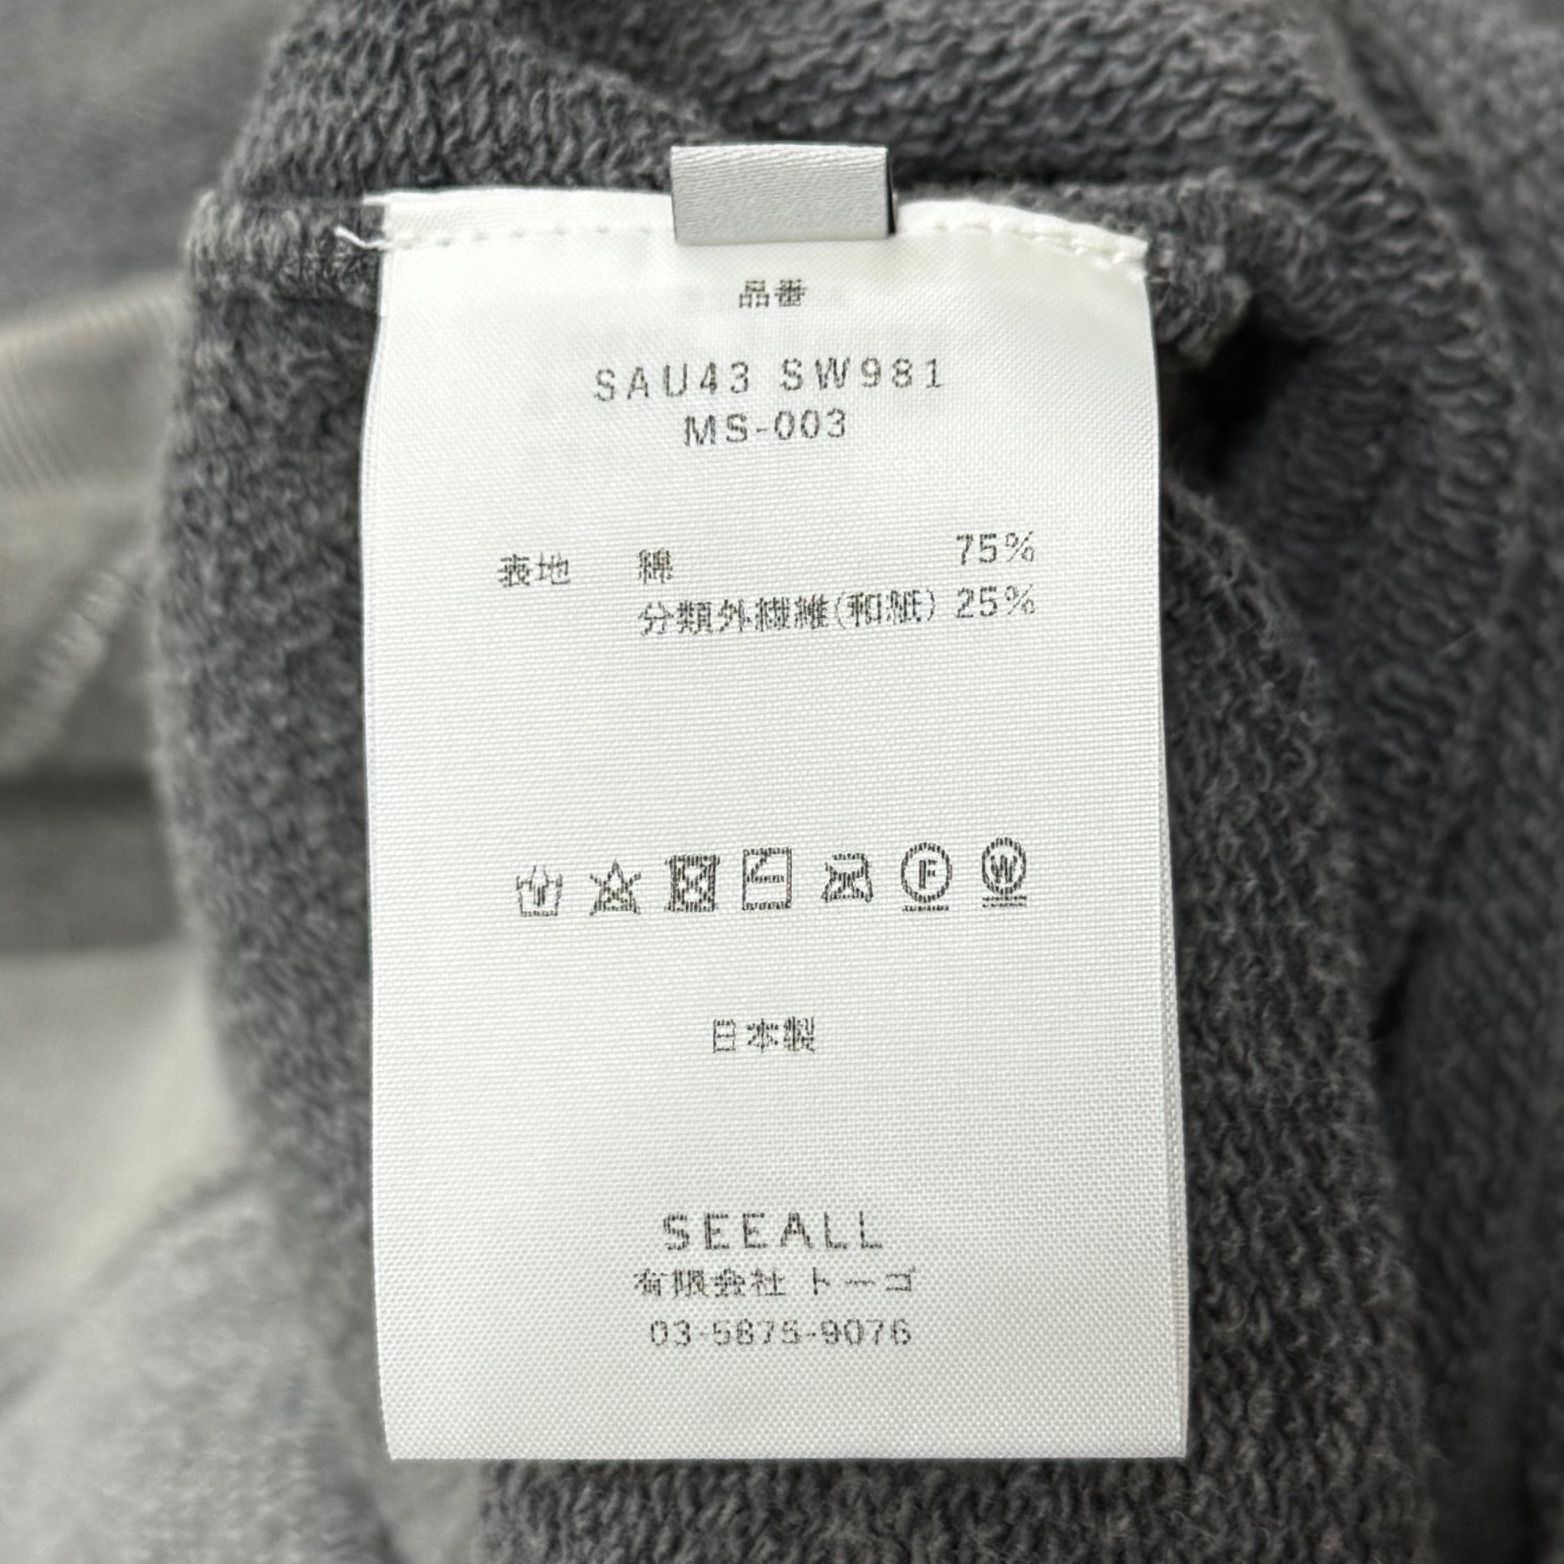 品番
SAU43 SW981
MS-003
表地 綿 75%
分類外繊維(和紙) 25%
F W
日本製
SEEALL
有限会社 トーゴ
03-5875-9076